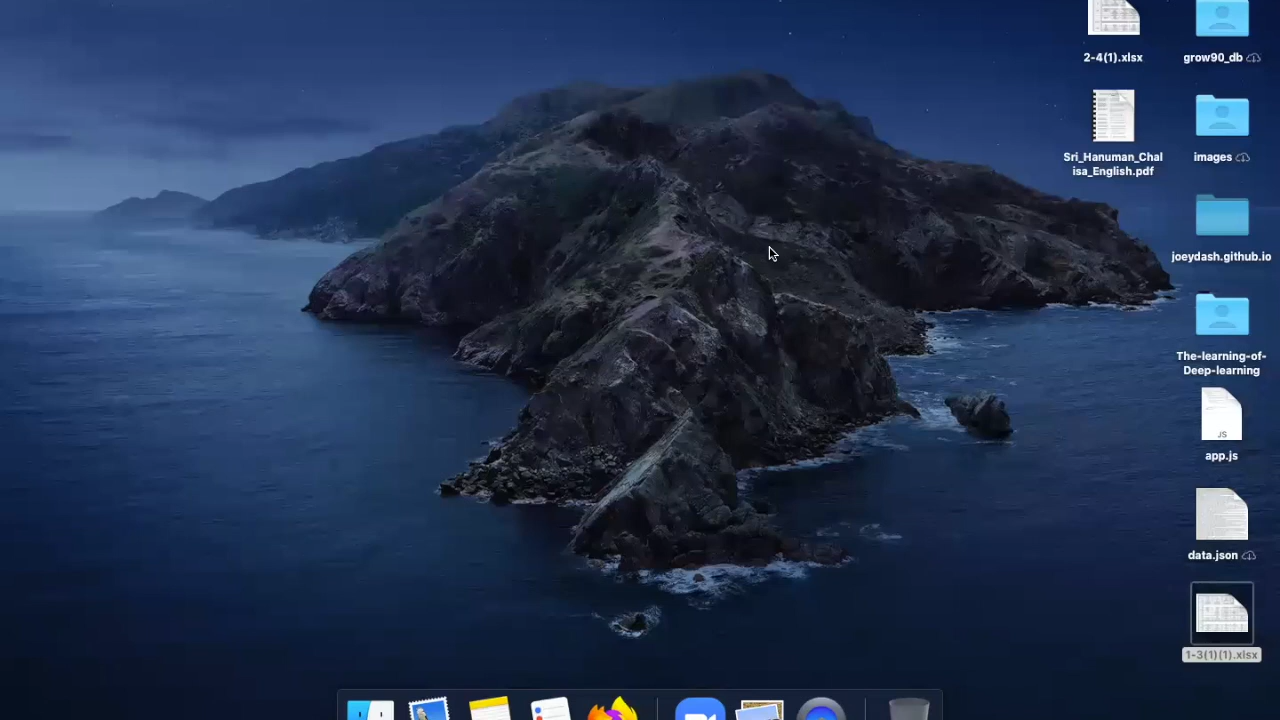 2-4(1).xlsx
grow90_db
Sri_Hanuman_Chal
isa_English.pdf
images
joeydash.github.io
The-learning-of-
Deep-learning
JS
app.js
data.json
1-3(1)(1).xlsx